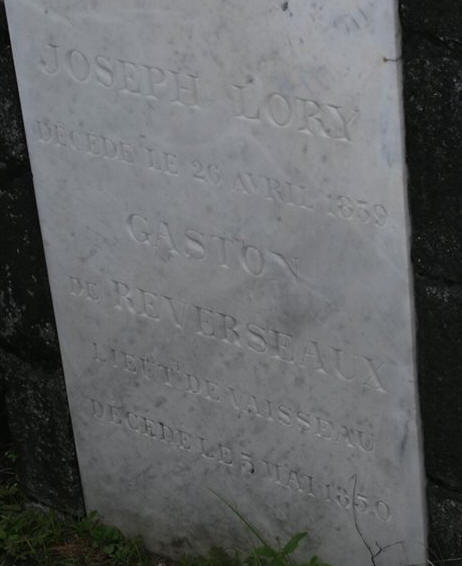 JOSEPH LORY
DÉCÉDÉ LE 26 AVRIL 1859
GASTON
DE REVERSEAUX
LIEUT DE VAISSEAU
DÉCÉDÉ LE 5 MAI 1850